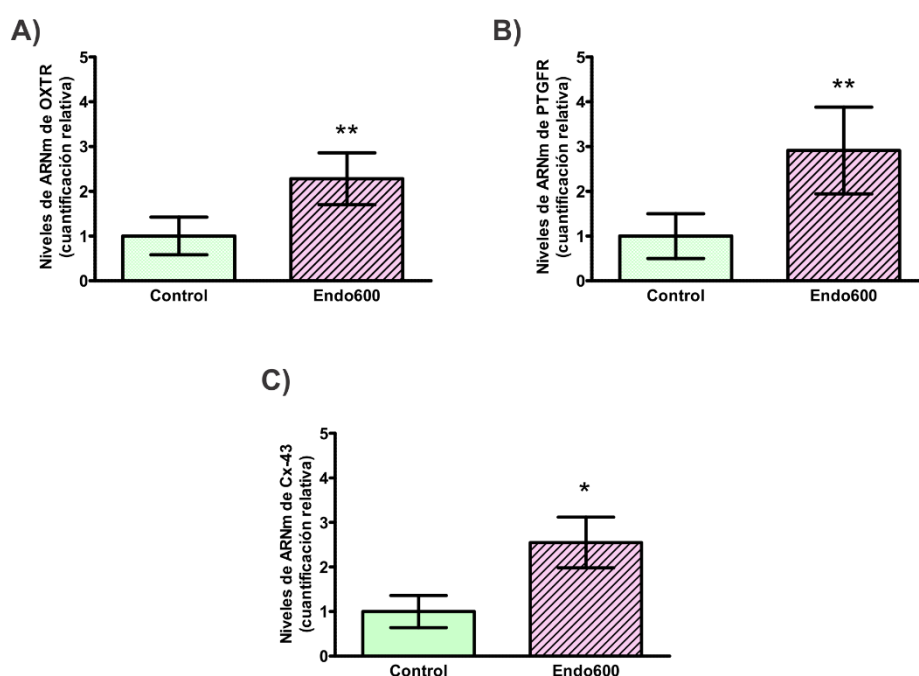 A)
Niveles de ARNm de OXTR
(cuantificación relativa)
5
4
3
2
1
0
**
Control
Endo600
B)
Niveles de ARNm de PTGFR
(cuantificación relativa)
5
4
3
2
1
0
**
Control
Endo600
C)
Niveles de ARNm de Cx-43
(cuantificación relativa)
5
4
3
2
1
0
*
Control
Endo600